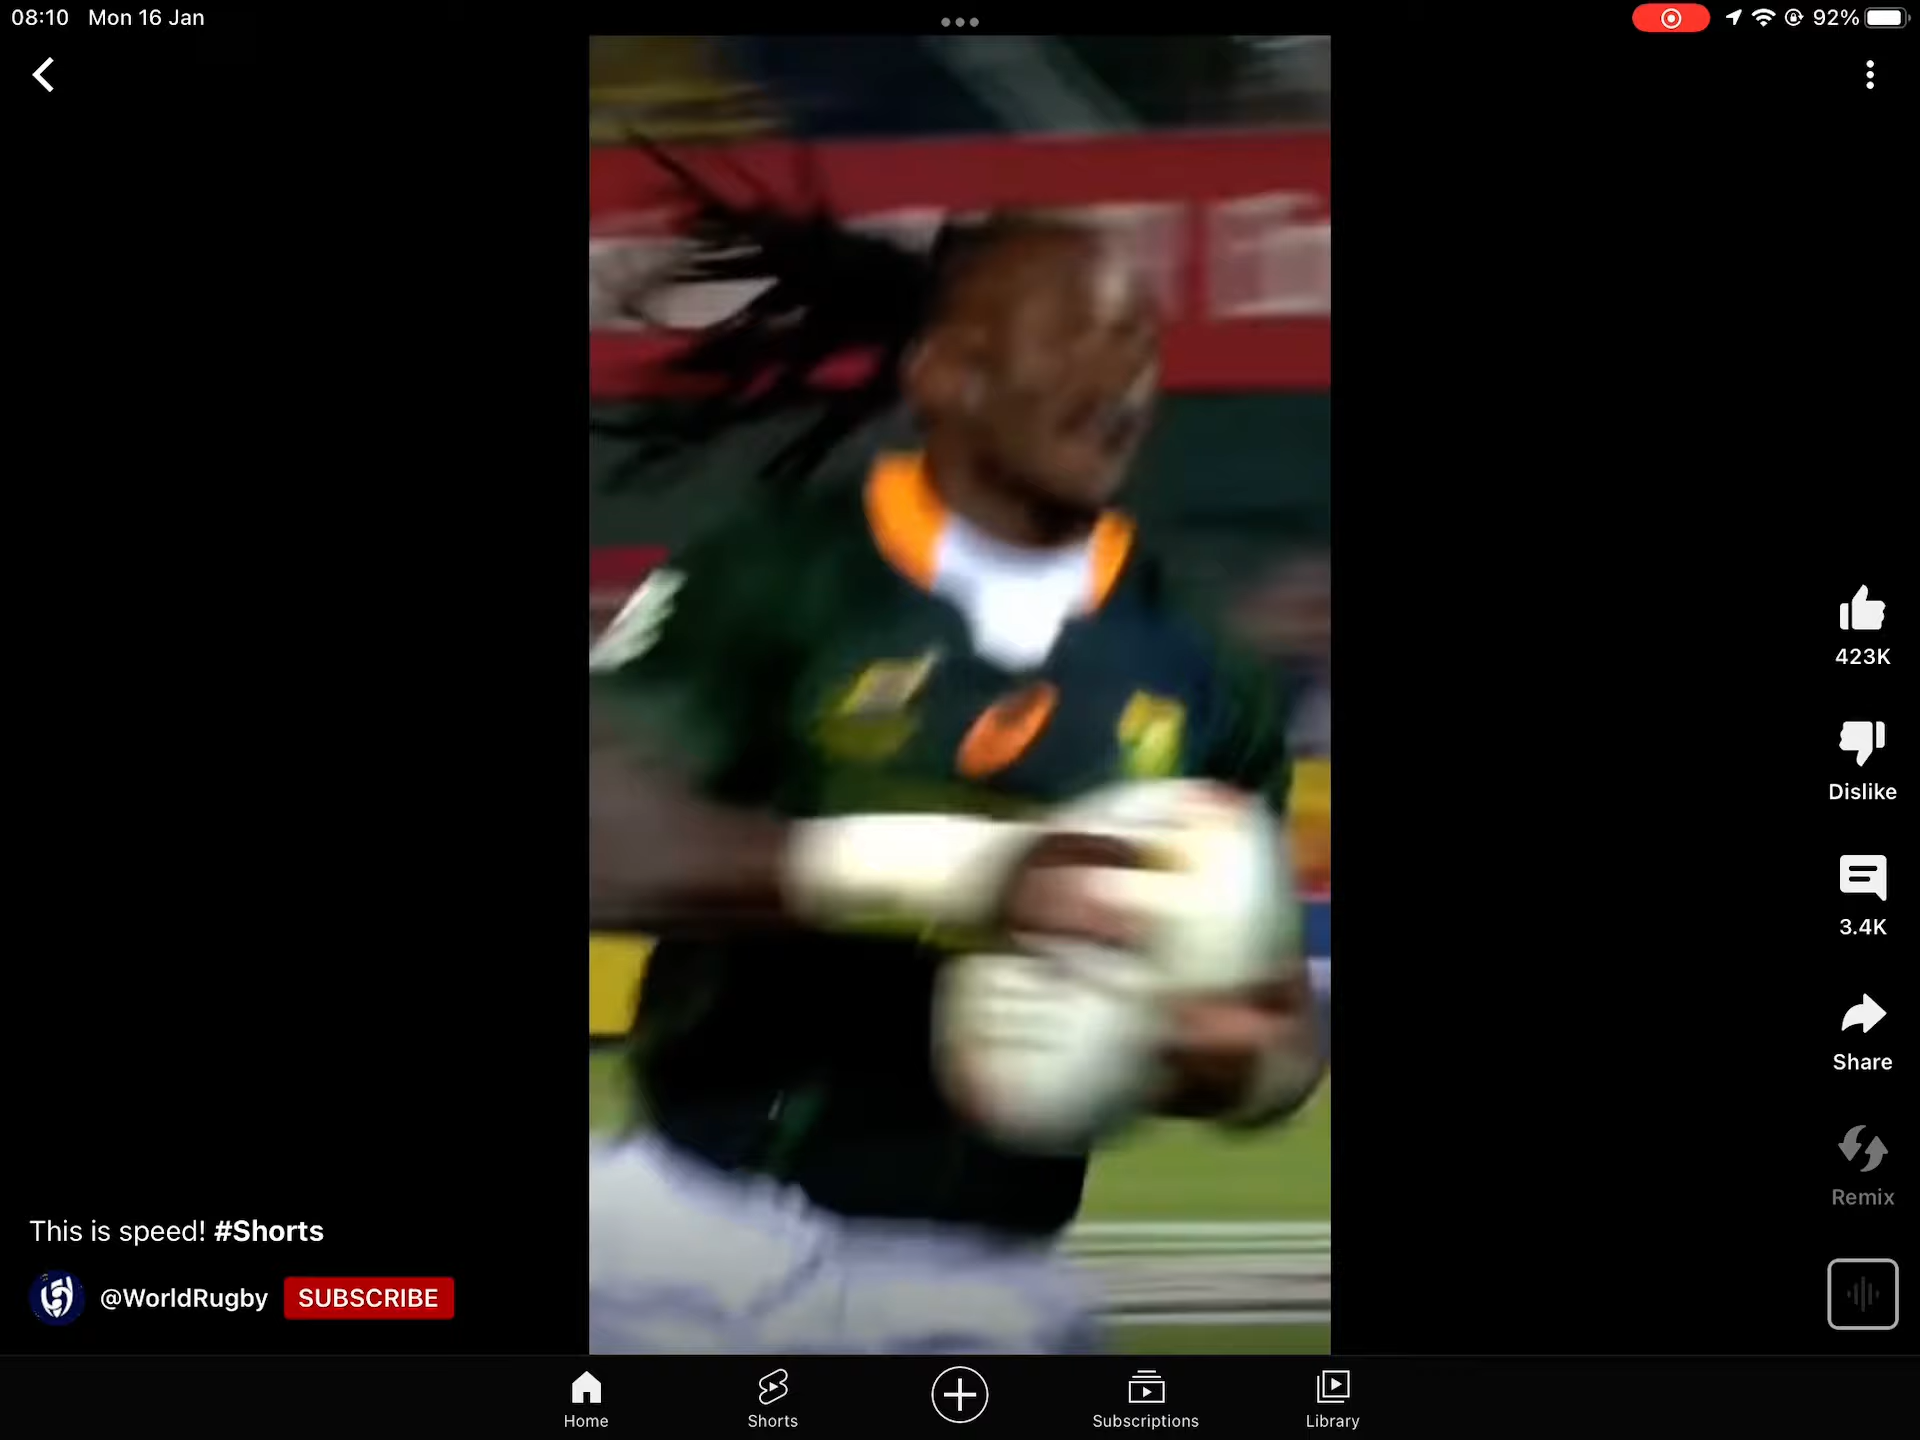 08:10 Mon 16 Jan
92%
423K
Dislike
3.4K
Share
Remix
This is speed! #Shorts
@WorldRugby SUBSCRIBE
Home Shorts Subscriptions Library